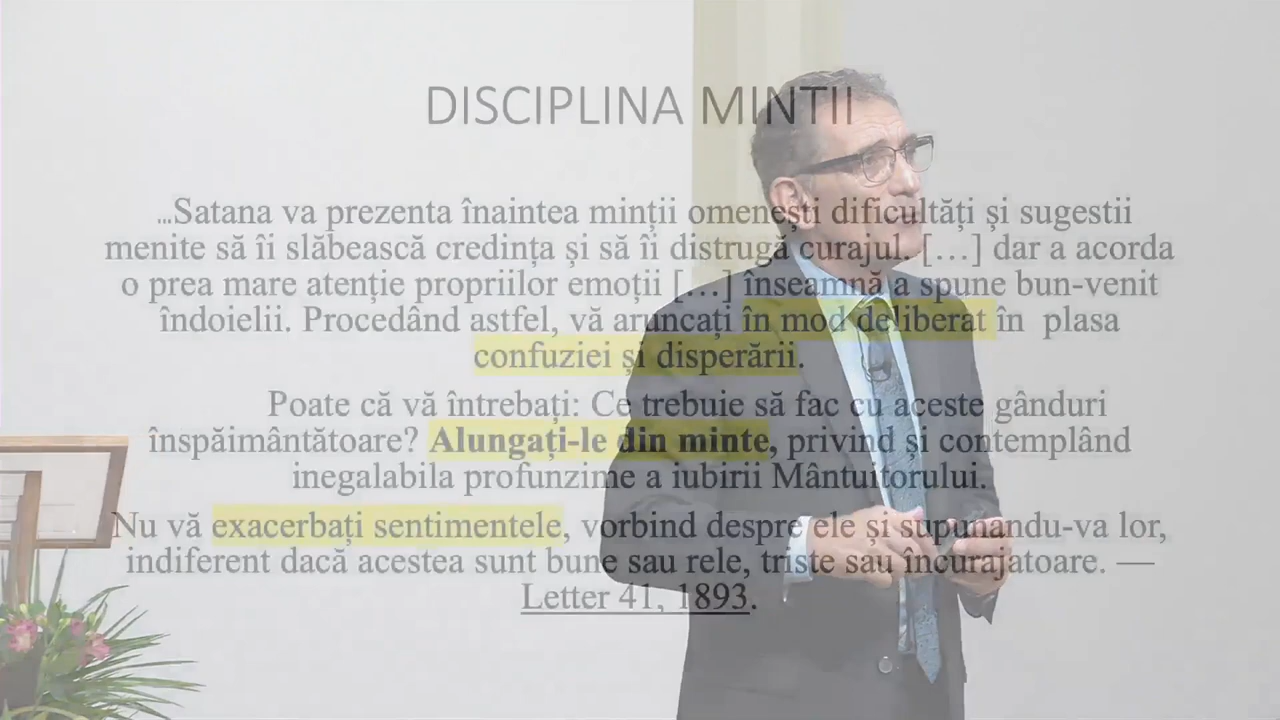 DISCIPLINA MINTII
...Satana va prezenta înaintea minții omenești dificultăți și sugestii
menite să îi slăbească credința și să îi distrugă curajul. […] dar a acorda
o prea mare atenție propriilor emoții […] înseamnă a spune bun-venit
îndoielii. Procedând astfel, vă aruncați în mod deliberat în plasa
confuziei și disperării.
Poate că vă întrebați: Ce trebuie să fac cu aceste gânduri
înspăimântătoare? Alungați-le din minte, privind și contemplând
inegalabila profunzime a iubirii Mântuitorului.
Nu vă exacerbați sentimentele, vorbind despre ele și supunandu-va lor,
indiferent dacă acestea sunt bune sau rele, triste sau încurajatoare. —
Letter 41, 1893.